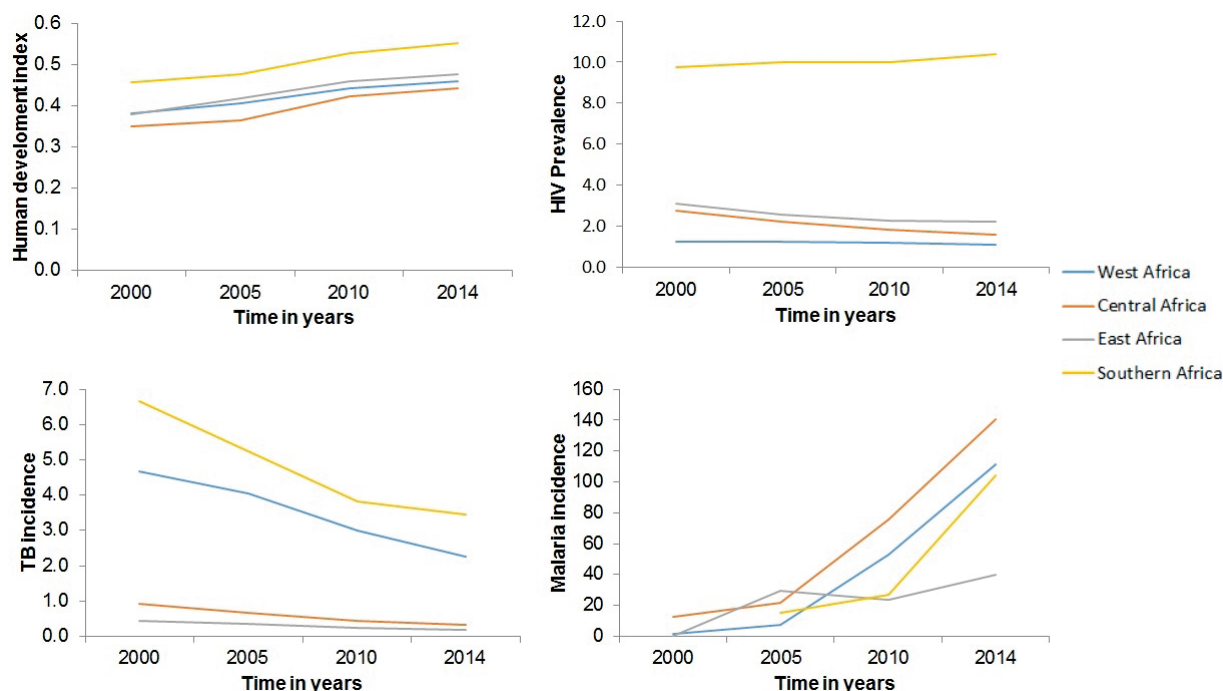 Human develoment index
0.6
0.5
0.4
0.3
0.2
0.1
0.0
2000 2005 2010 2014
Time in years
HIV Prevalence
12.0
10.0
8.0
6.0
4.0
2.0
0.0
2000 2005 2010 2014
Time in years
West Africa
Central Africa
East Africa
Southern Africa
TB incidence
7.0
6.0
5.0
4.0
3.0
2.0
1.0
0.0
2000 2005 2010 2014
Time in years
Malaria incidence
160
140
120
100
80
60
40
20
0
2000 2005 2010 2014
Time in years